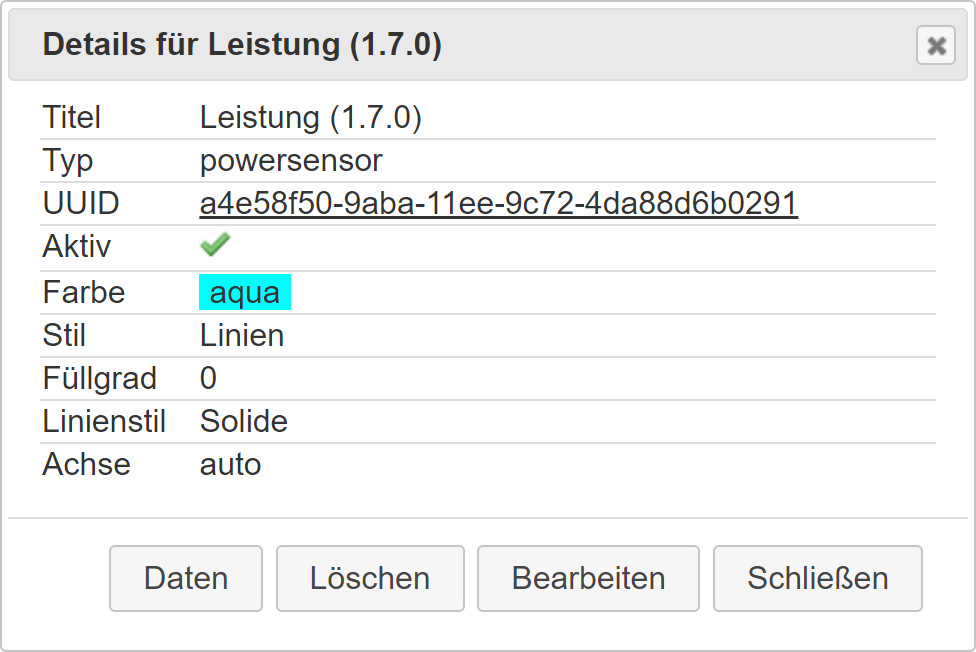 Details für Leistung (1.7.0)
Titel Leistung (1.7.0)
Typ powersensor
UUID a4e58f50-9aba-11ee-9c72-4da88d6b0291
Aktiv
Farbe aqua
Stil Linien
Füllgrad 0
Linienstil Solide
Achse auto
Daten Löschen Bearbeiten Schließen